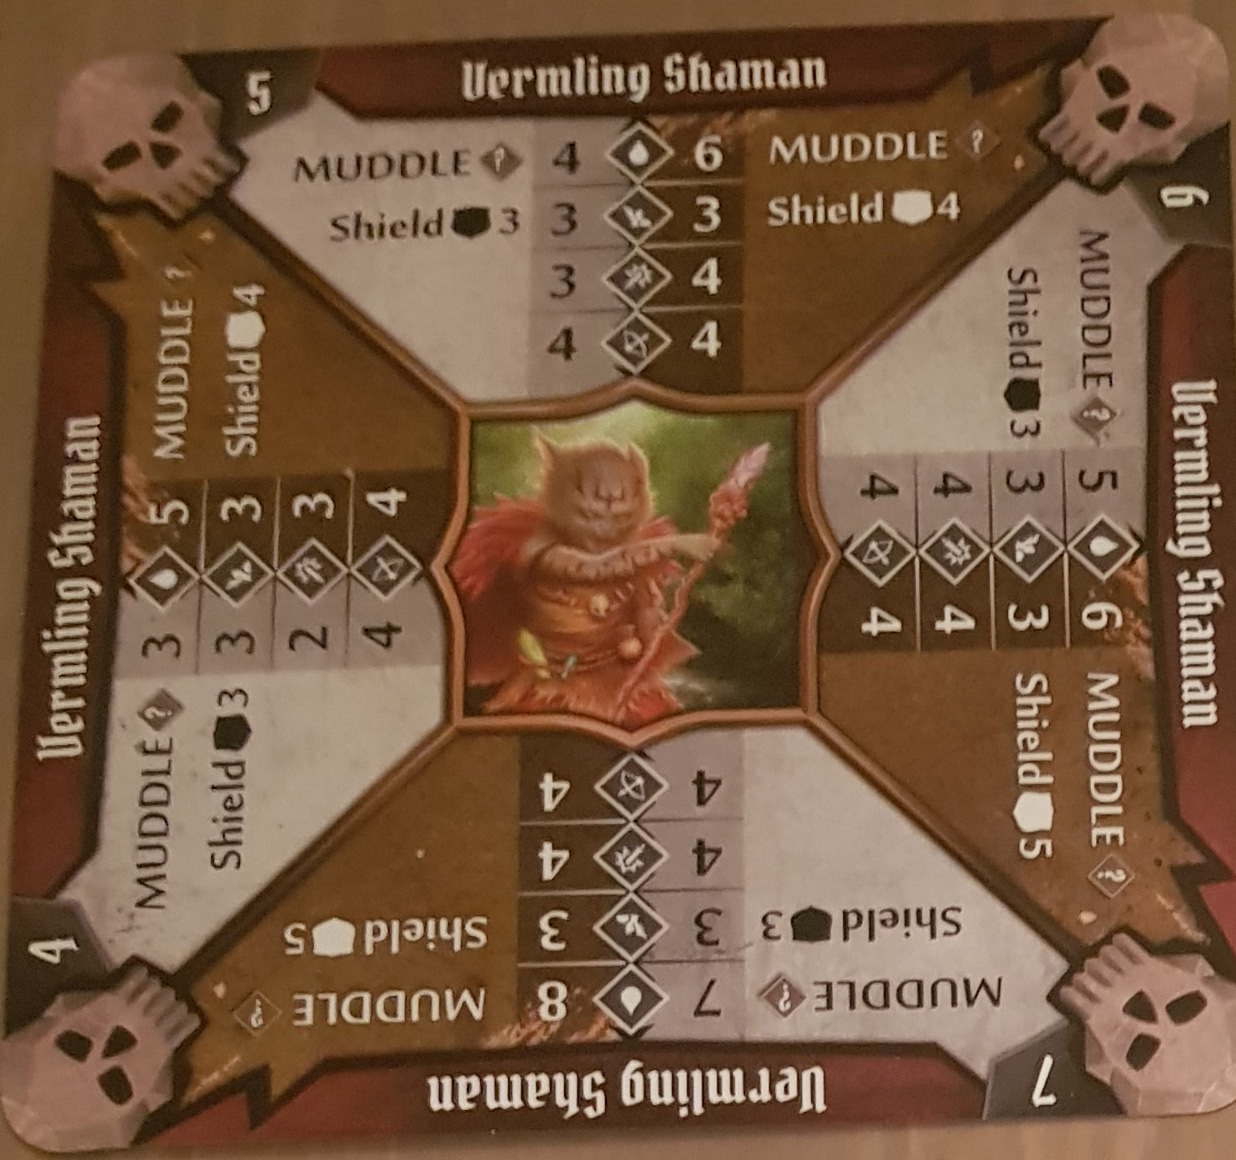 5
Vermling Shaman
MUDDLE ? 4 6 MUDDLE ?
Shield 3 3 3 Shield 4
3 4
4 4
6
Vermling Shaman
MUDDLE ? 5 6 MUDDLE ?
Shield 3 3 3 Shield 5
4 4
4 4
7
Vermling Shaman
MUDDLE ? 7 8 MUDDLE ?
Shield 3 3 3 Shield 5
4 4
4 4
4
Vermling Shaman
MUDDLE ? 3 5 MUDDLE ?
Shield 3 3 3 Shield 4
2 3
4 4